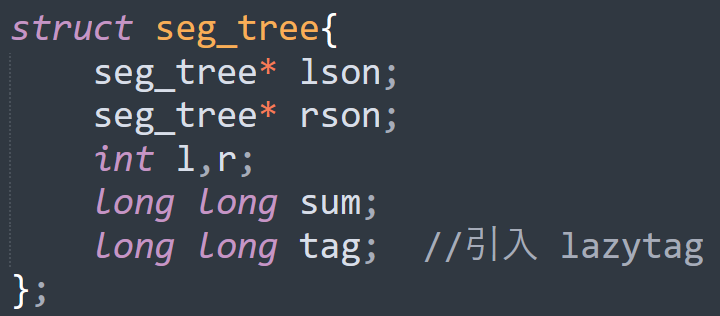 struct seg_tree{
    seg_tree* lson;
    seg_tree* rson;
    int l,r;
    long long sum;
    long long tag;  //引入 lazytag
};